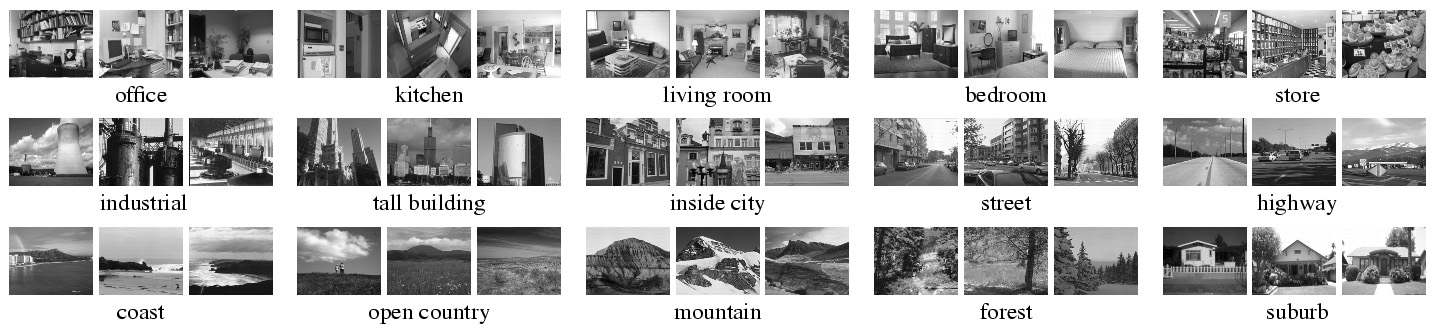 office
kitchen
living room
bedroom
store
industrial
tall building
inside city
street
highway
coast
open country
mountain
forest
suburb